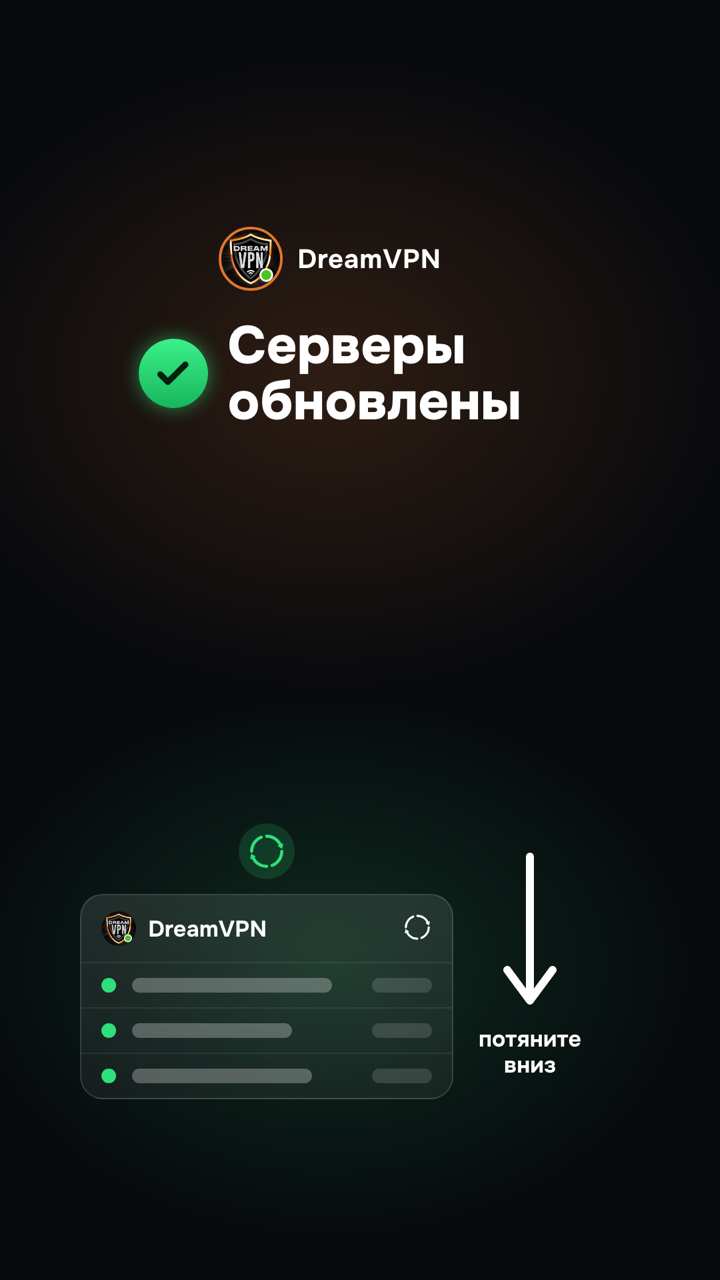 DREAM
VPN
DreamVPN
Серверы
обновлены
DREAM
VPN
DreamVPN
потяните
вниз